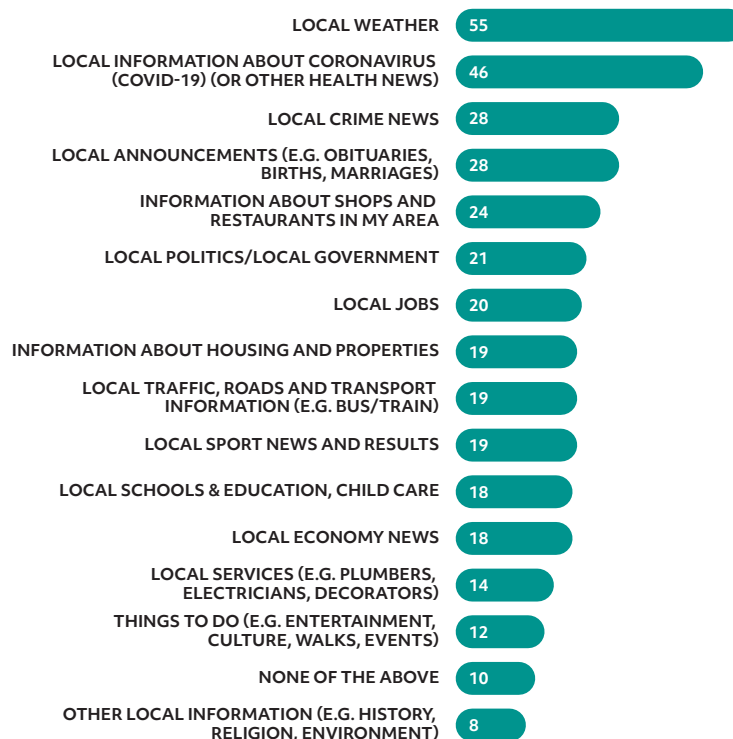 LOCAL WEATHER 55
LOCAL INFORMATION ABOUT CORONAVIRUS
(COVID-19) (OR OTHER HEALTH NEWS) 46
LOCAL CRIME NEWS 28
LOCAL ANNOUNCEMENTS (E.G. OBITUARIES,
BIRTHS, MARRIAGES) 28
INFORMATION ABOUT SHOPS AND
RESTAURANTS IN MY AREA 24
LOCAL POLITICS/LOCAL GOVERNMENT 21
LOCAL JOBS 20
INFORMATION ABOUT HOUSING AND PROPERTIES 19
LOCAL TRAFFIC, ROADS AND TRANSPORT
INFORMATION (E.G. BUS/TRAIN) 19
LOCAL SPORT NEWS AND RESULTS 19
LOCAL SCHOOLS & EDUCATION, CHILD CARE 18
LOCAL ECONOMY NEWS 18
LOCAL SERVICES (E.G. PLUMBERS,
ELECTRICIANS, DECORATORS) 14
THINGS TO DO (E.G. ENTERTAINMENT,
CULTURE, WALKS, EVENTS) 12
NONE OF THE ABOVE 10
OTHER LOCAL INFORMATION (E.G. HISTORY,
RELIGION, ENVIRONMENT) 8